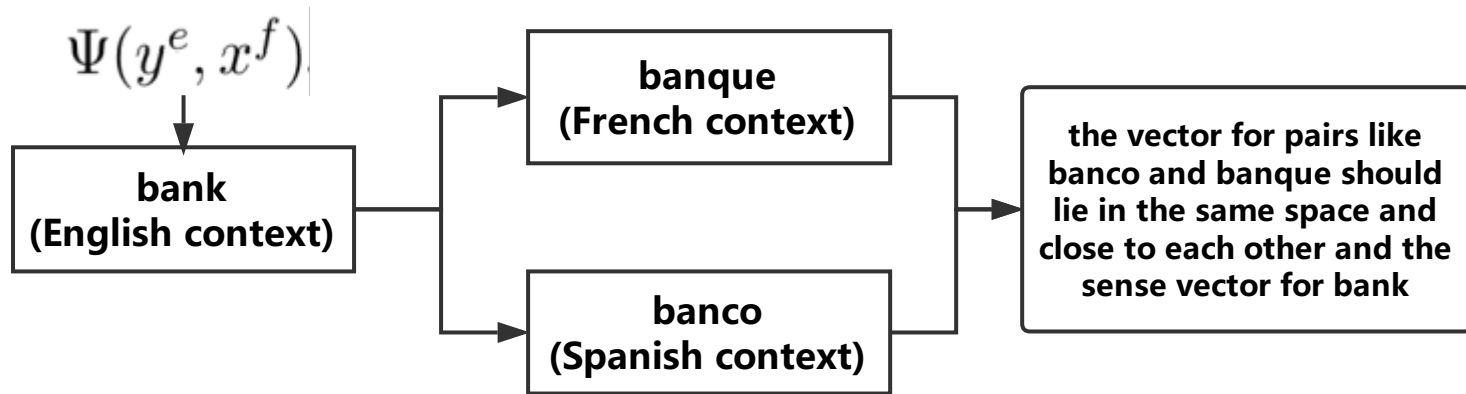 Ψ(y^e, x^f).
bank
(English context)
banque
(French context)
banco
(Spanish context)
the vector for pairs like
banco and banque should
lie in the same space and
close to each other and the
sense vector for bank